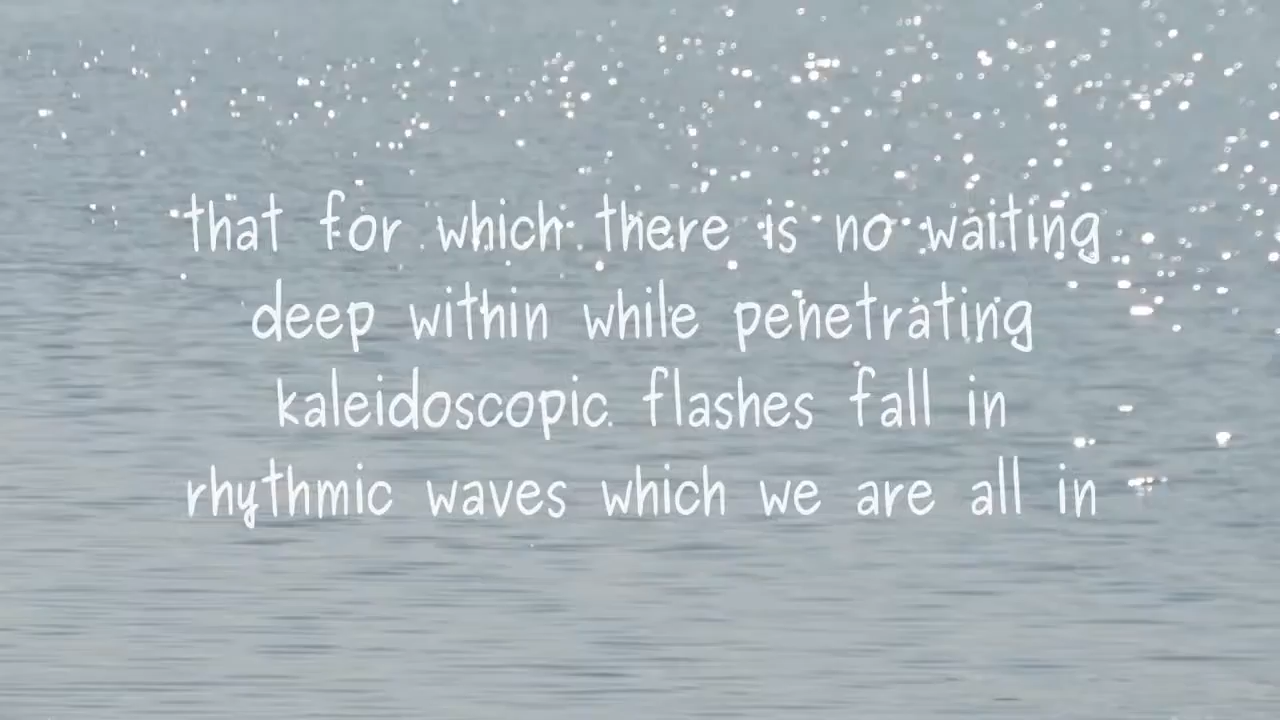 that for which there is no waiting
deep within while penetrating
kaleidoscopic flashes fall in
rhythmic waves which we are all in